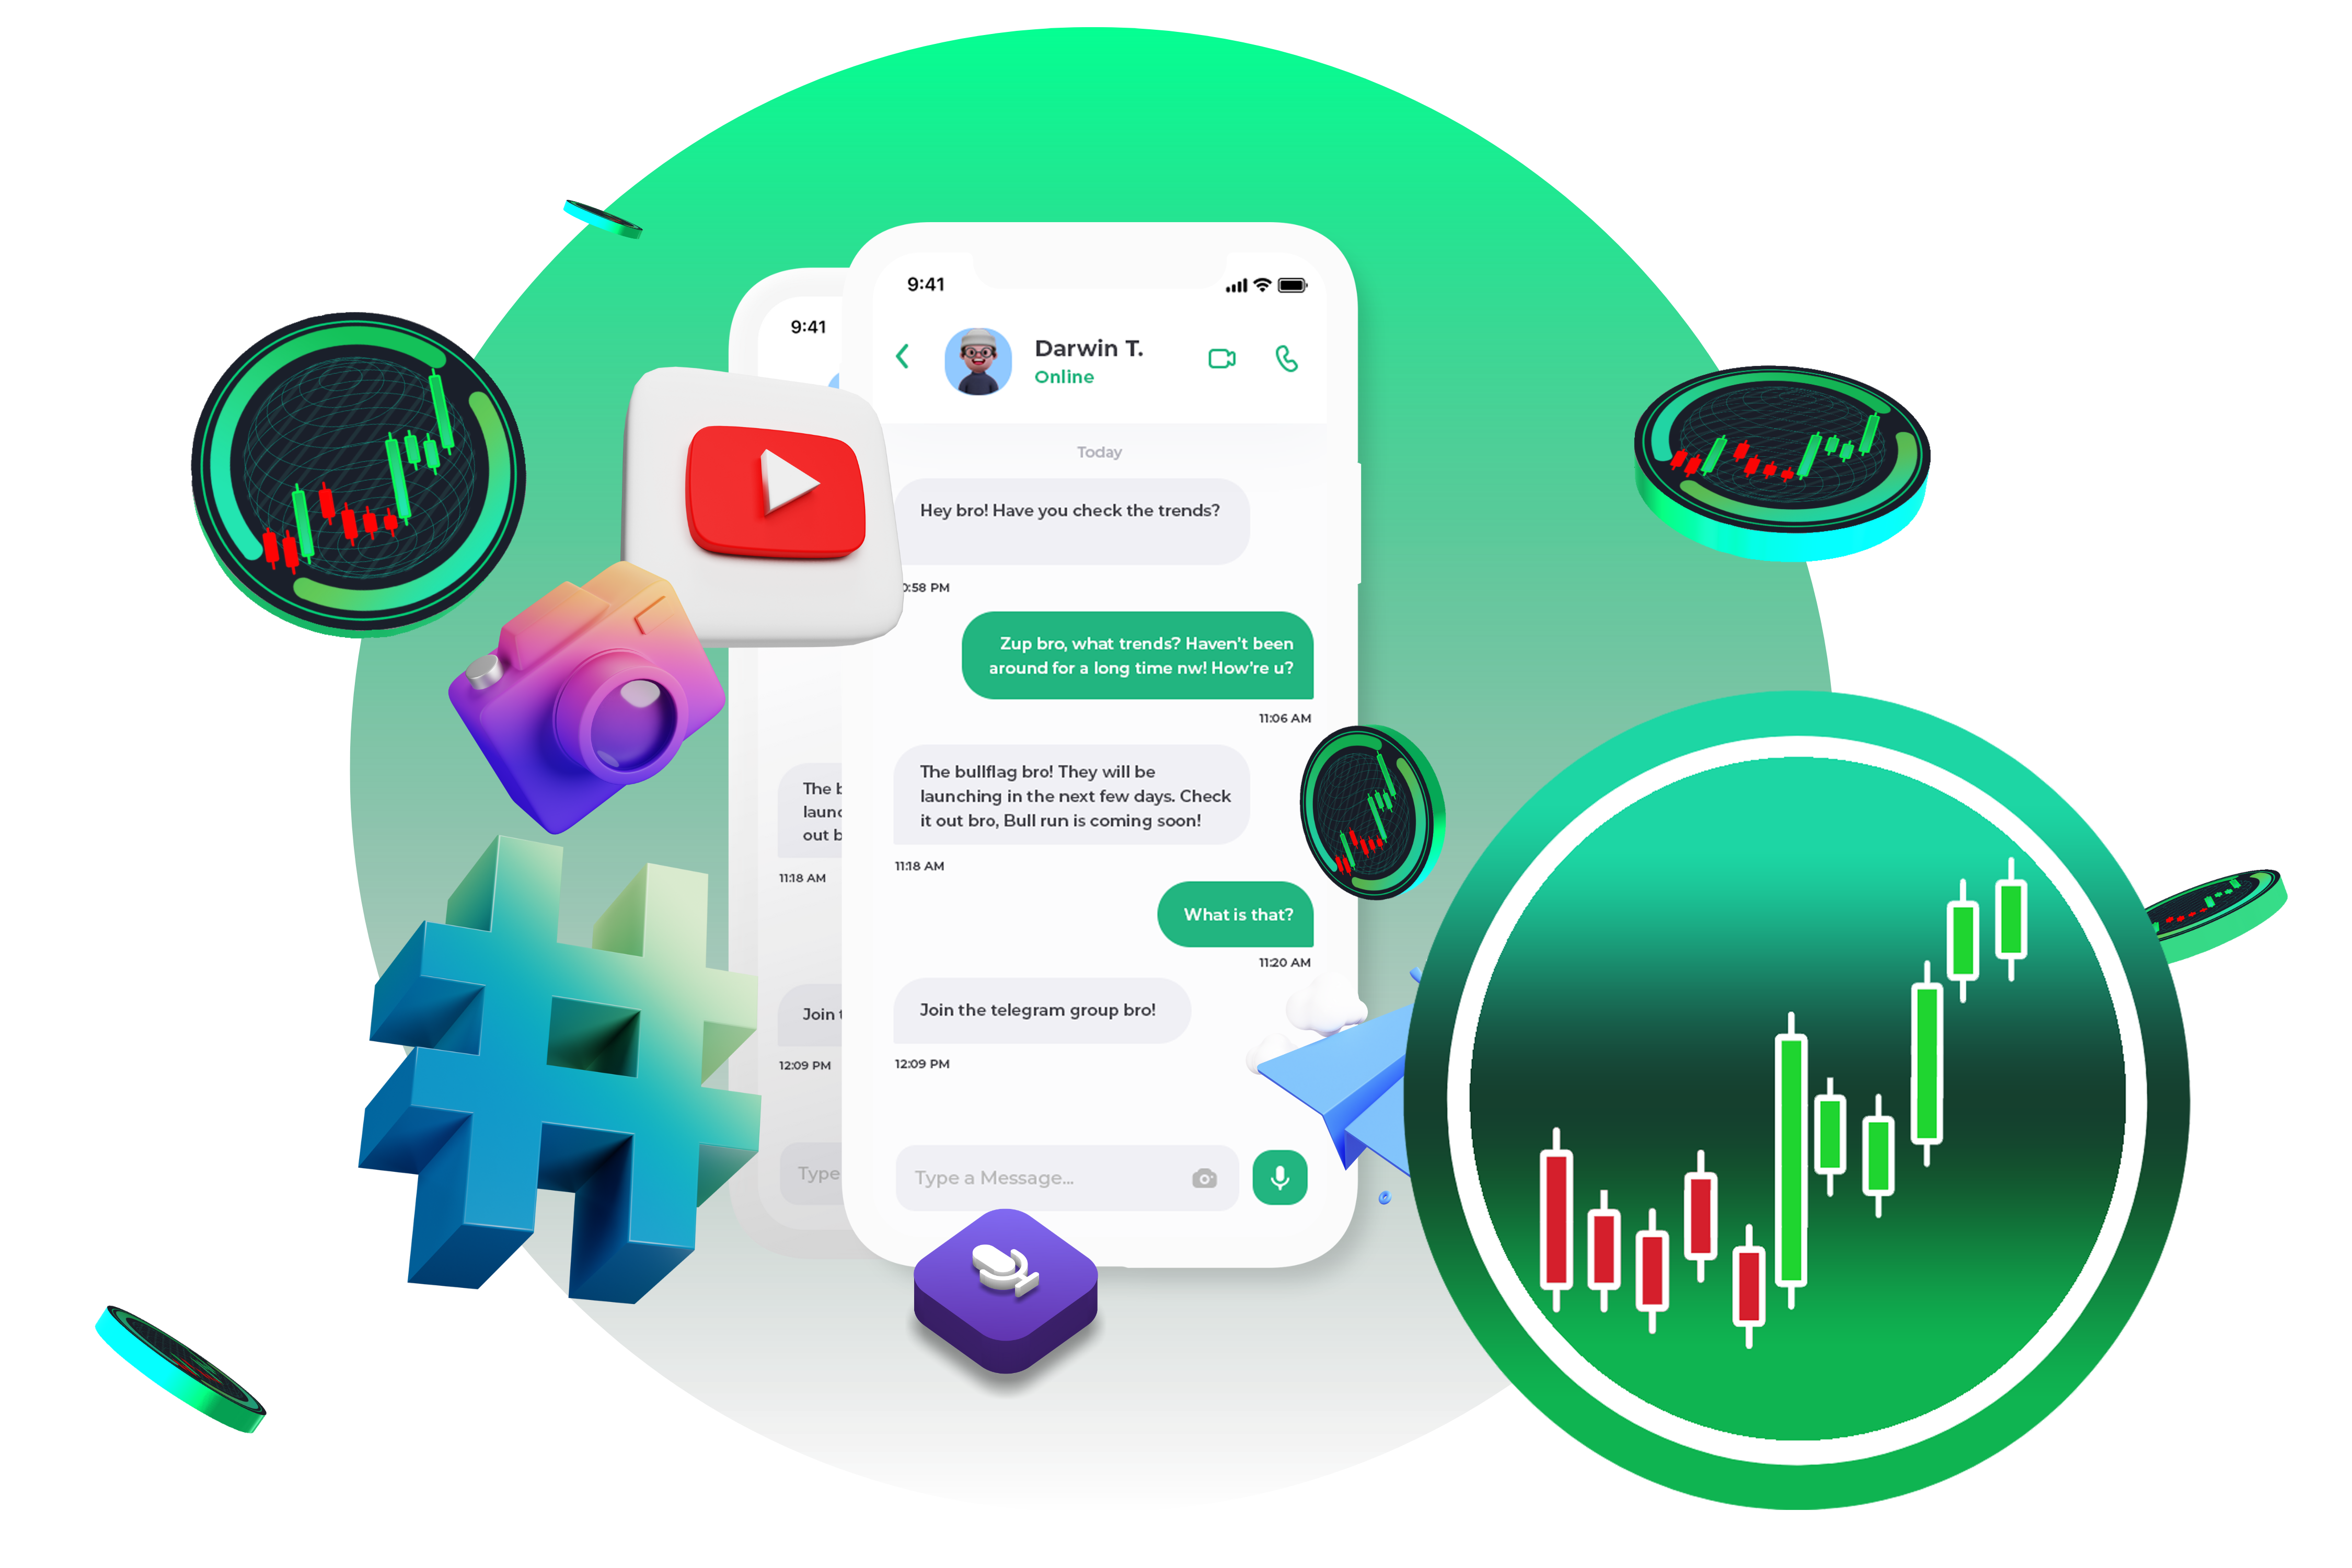 9:41
9:41
Darwin T.
Online
Today
Hey bro! Have you check the trends?
0:58 PM
Zup bro, what trends? Haven't been
around for a long time nw! How're u?
11:06 AM
The bullflag bro! They will be
launching in the next few days. Check
it out bro, Bull run is coming soon!
11:18 AM
What is that?
11:20 AM
Join the telegram group bro!
12:09 PM
Type a Message...
The b
launc
out b
11:18 AM
Join t
12:09 PM
Type